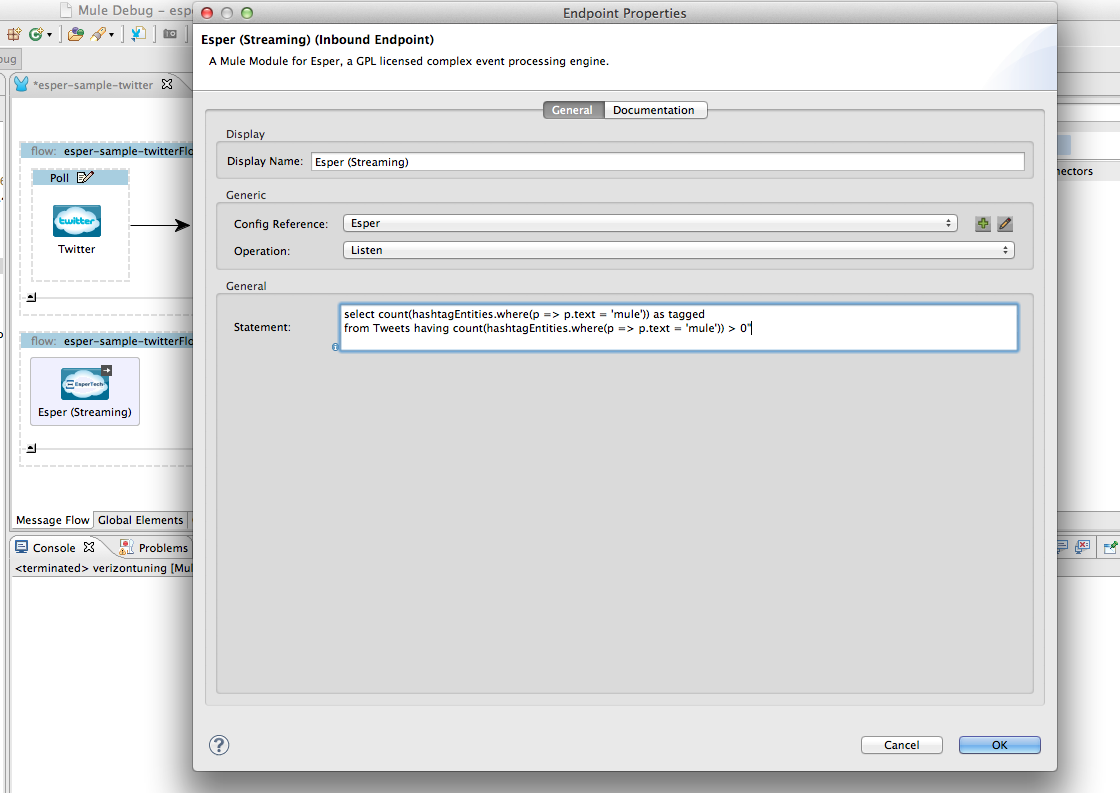 Mule Debug – espe
Endpoint Properties
Esper (Streaming) (Inbound Endpoint)
A Mule Module for Esper, a GPL licensed complex event processing engine.
bug
*esper-sample-twitter
General
Documentation
Display
Display Name: Esper (Streaming)
Generic
Config Reference: Esper
Operation: Listen
General
Statement:
select count(hashtagEntities.where(p => p.text = 'mule')) as tagged
from Tweets having count(hashtagEntities.where(p => p.text = 'mule')) > 0"
flow: esper-sample-twitterFlo
Poll
twitter
Twitter
nectors
flow: esper-sample-twitterFlo
EsperTech
Esper (Streaming)
Message Flow
Global Elements
Console
Problems
<terminated> verizontuning [Mul
?
Cancel
OK